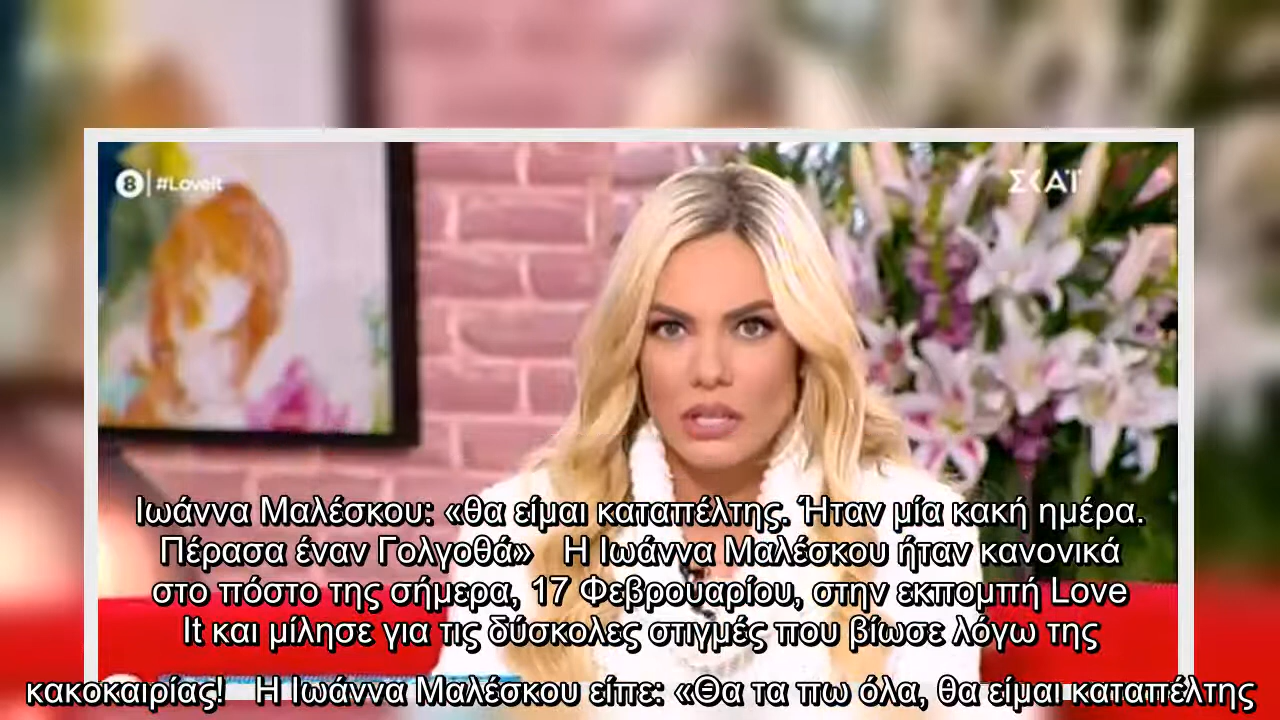 8 #LoveIt
ΣΚΑΪ
Ιωάννα Μαλέσκου: «θα είμαι καταπέλτης. Ήταν μία κακή ημέρα.
Πέρασα έναν Γολγοθά» Η Ιωάννα Μαλέσκου ήταν κανονικά
στο πόστο της σήμερα, 17 Φεβρουαρίου, στην εκπομπή Love
It και μίλησε για τις δύσκολες στιγμές που βίωσε λόγω της
κακοκαιρίας! Η Ιωάννα Μαλέσκου είπε: «Θα τα πω όλα, θα είμαι καταπέλτης